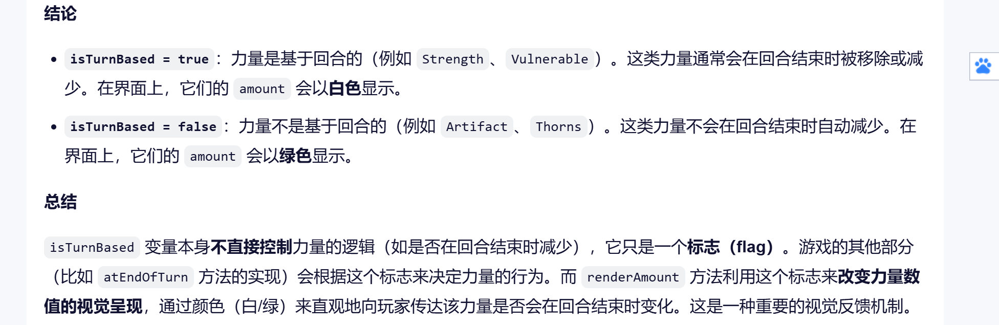 结论
• isTurnBased = true：力量是基于回合的（例如 Strength、Vulnerable）。这类力量通常会在回合结束时被移除或减
少。在界面上，它们的 amount 会以白色显示。
• isTurnBased = false：力量不是基于回合的（例如 Artifact、Thorns）。这类力量不会在回合结束时自动减少。在
界面上，它们的 amount 会以绿色显示。
总结
isTurnBased 变量本身不直接控制力量的逻辑（如是否在回合结束时减少），它只是一个标志（flag）。游戏的其他部分
（比如 atEndOfTurn 方法的实现）会根据这个标志来决定力量的行为。而 renderAmount 方法利用这个标志来改变力量数
值的视觉呈现，通过颜色（白/绿）来直观地向玩家传达该力量是否会在回合结束时变化。这是一种重要的视觉反馈机制。